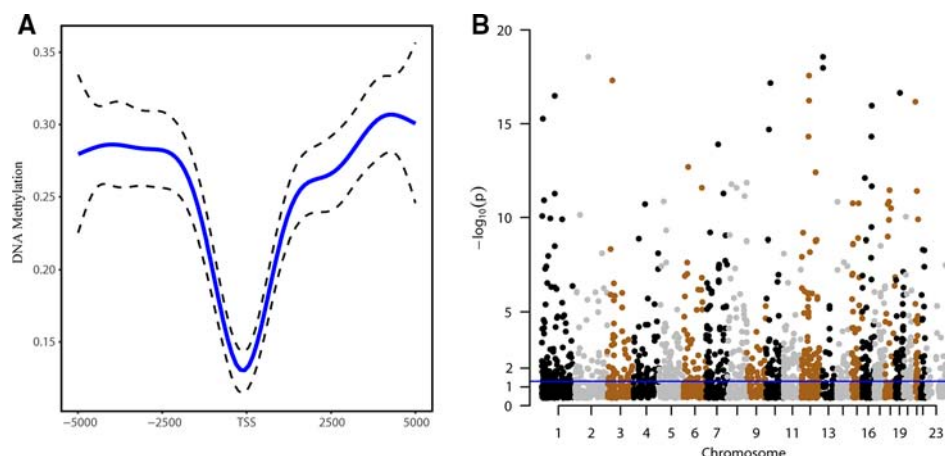 A
0.35
0.30
0.25
0.20
0.15
DNA Methylation
−5000 −2500 TSS 2500 5000
B
20
15
10
5
2
1
0
−log10(p)
1 2 3 4 5 6 7 9 11 13 16 19 23
Chromosome